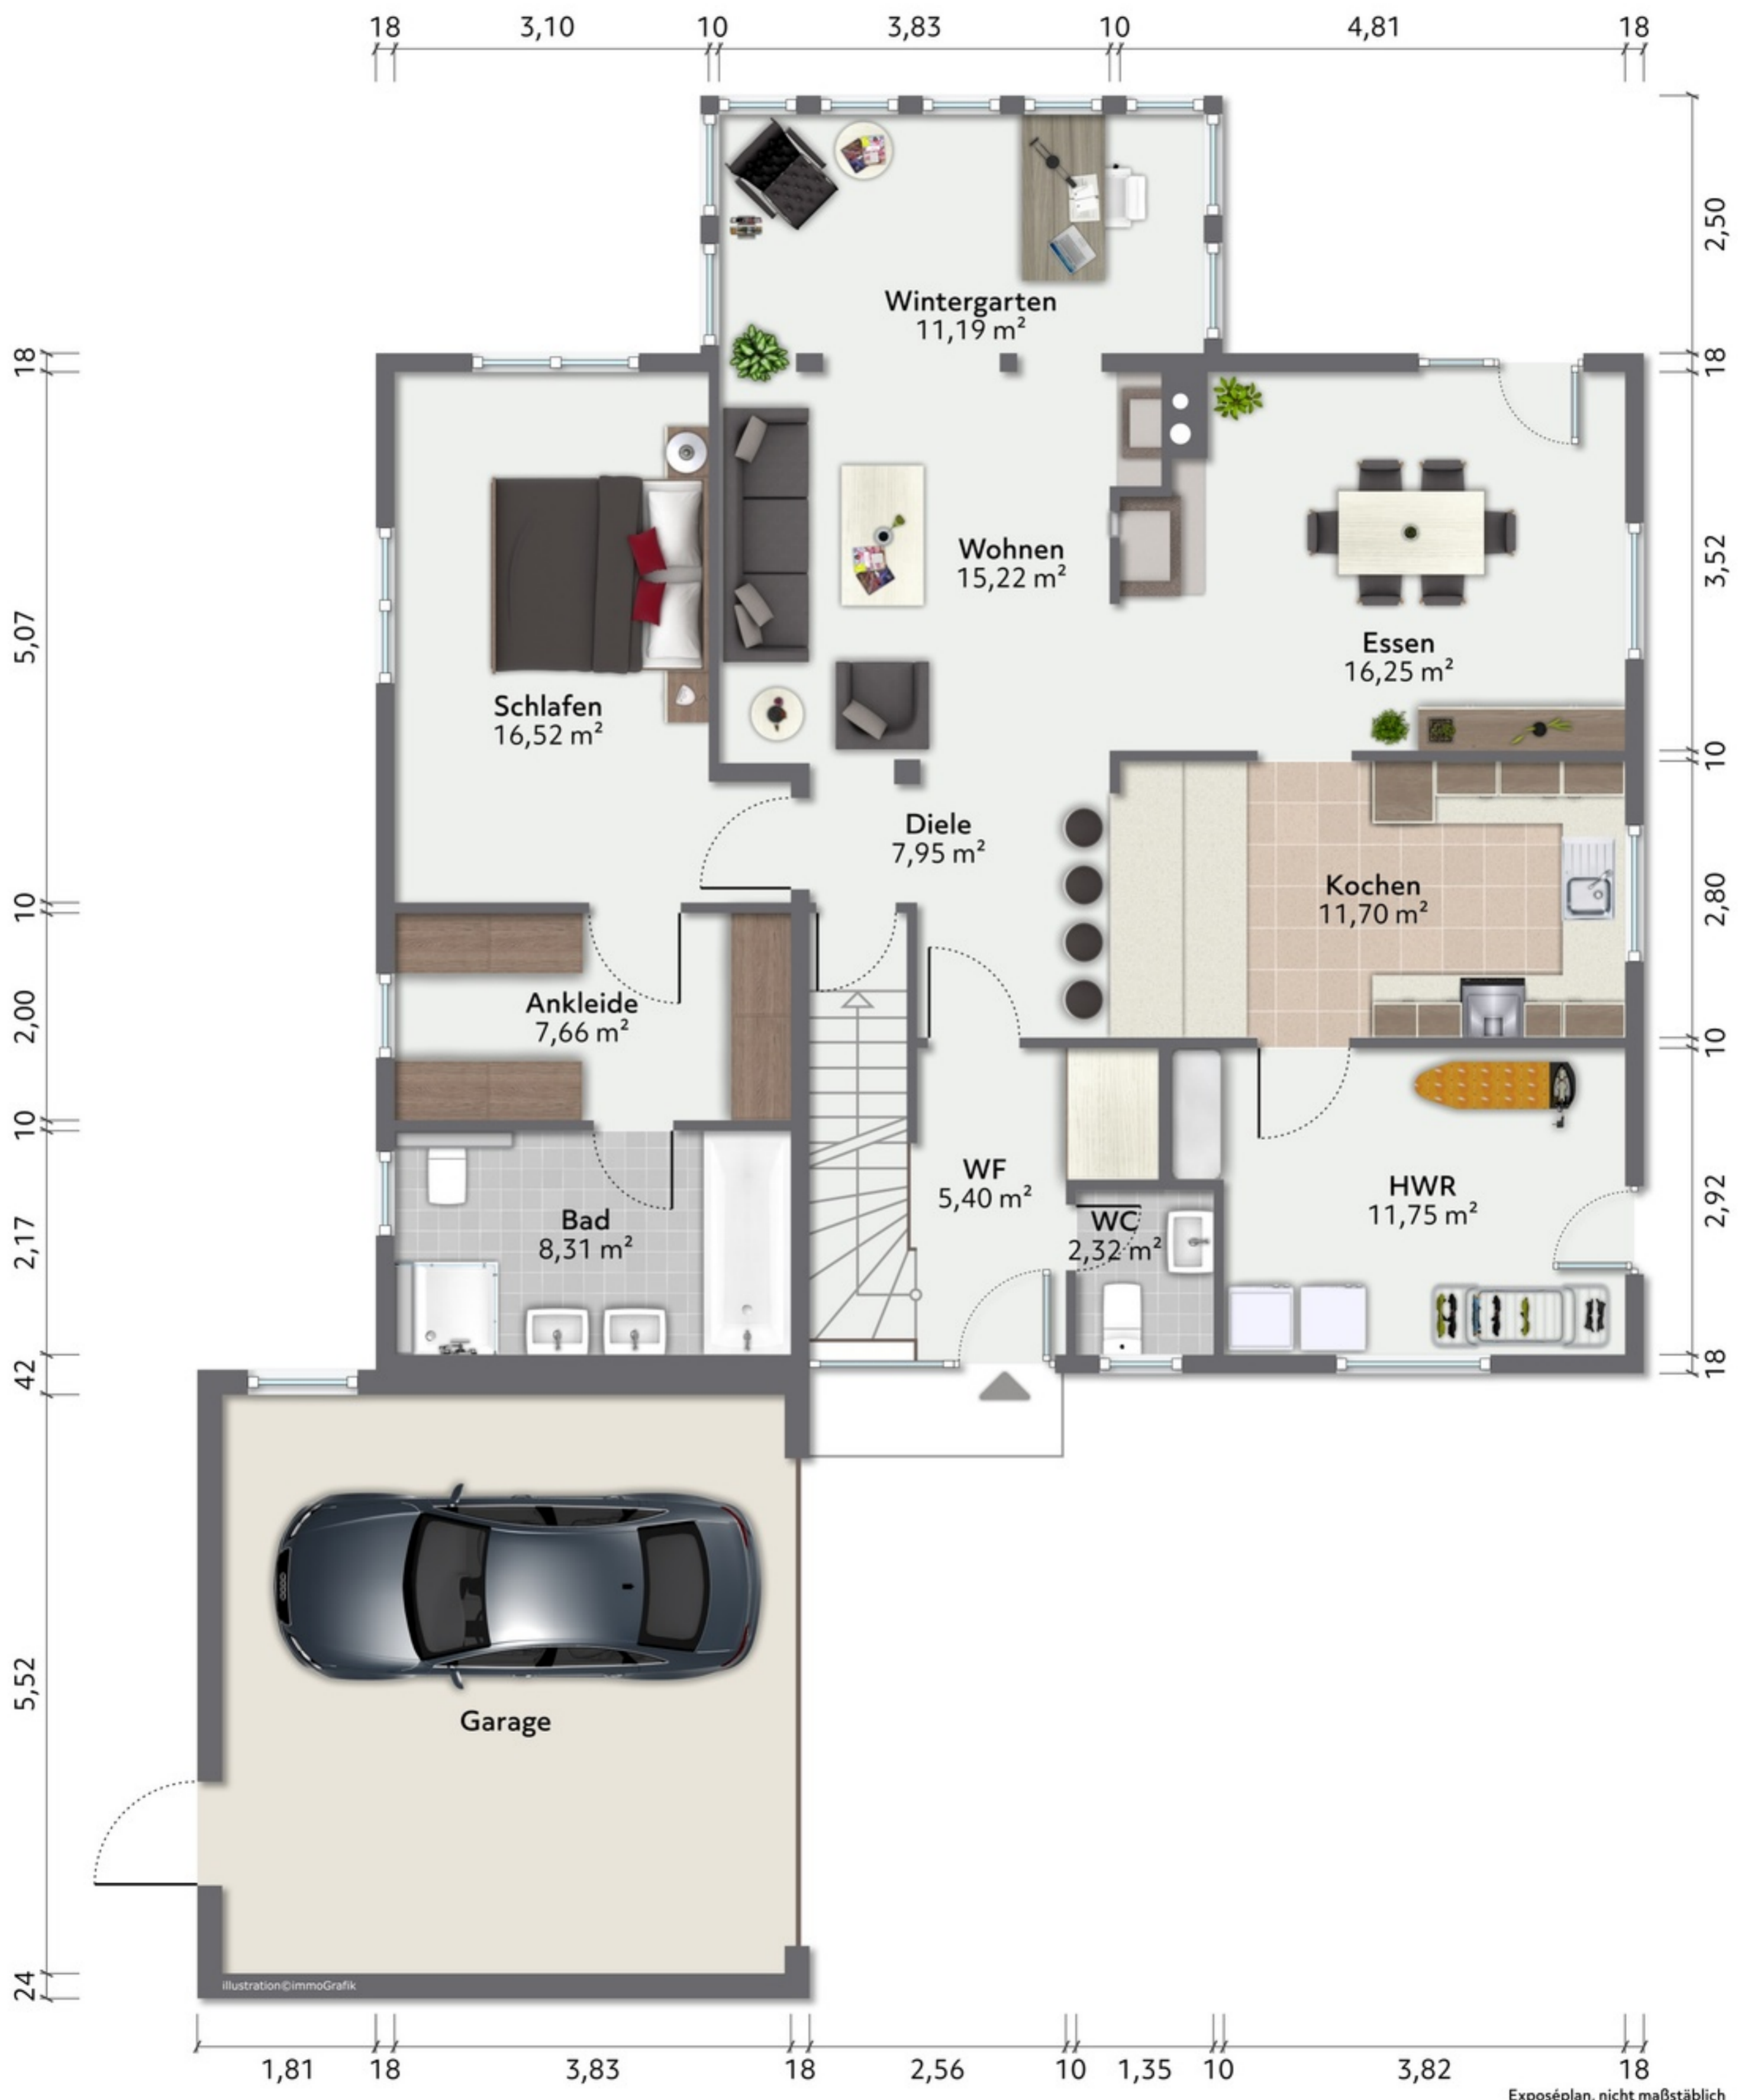 18 3,10 10 3,83 10 4,81 18
2,50
18
3,52
10
2,80
10
2,92
18
18
5,07
10
2,00
10
2,17
42
5,52
24
Wintergarten
11,19 m²
Wohnen
15,22 m²
Essen
16,25 m²
Schlafen
16,52 m²
Diele
7,95 m²
Kochen
11,70 m²
Ankleide
7,66 m²
WF
5,40 m²
HWR
11,75 m²
WC
2,32 m²
Bad
8,31 m²
Garage
illustration©immoGrafik
1,81 18 3,83 18 2,56 10 1,35 10 3,82 18
Exposéplan, nicht maßstäblich